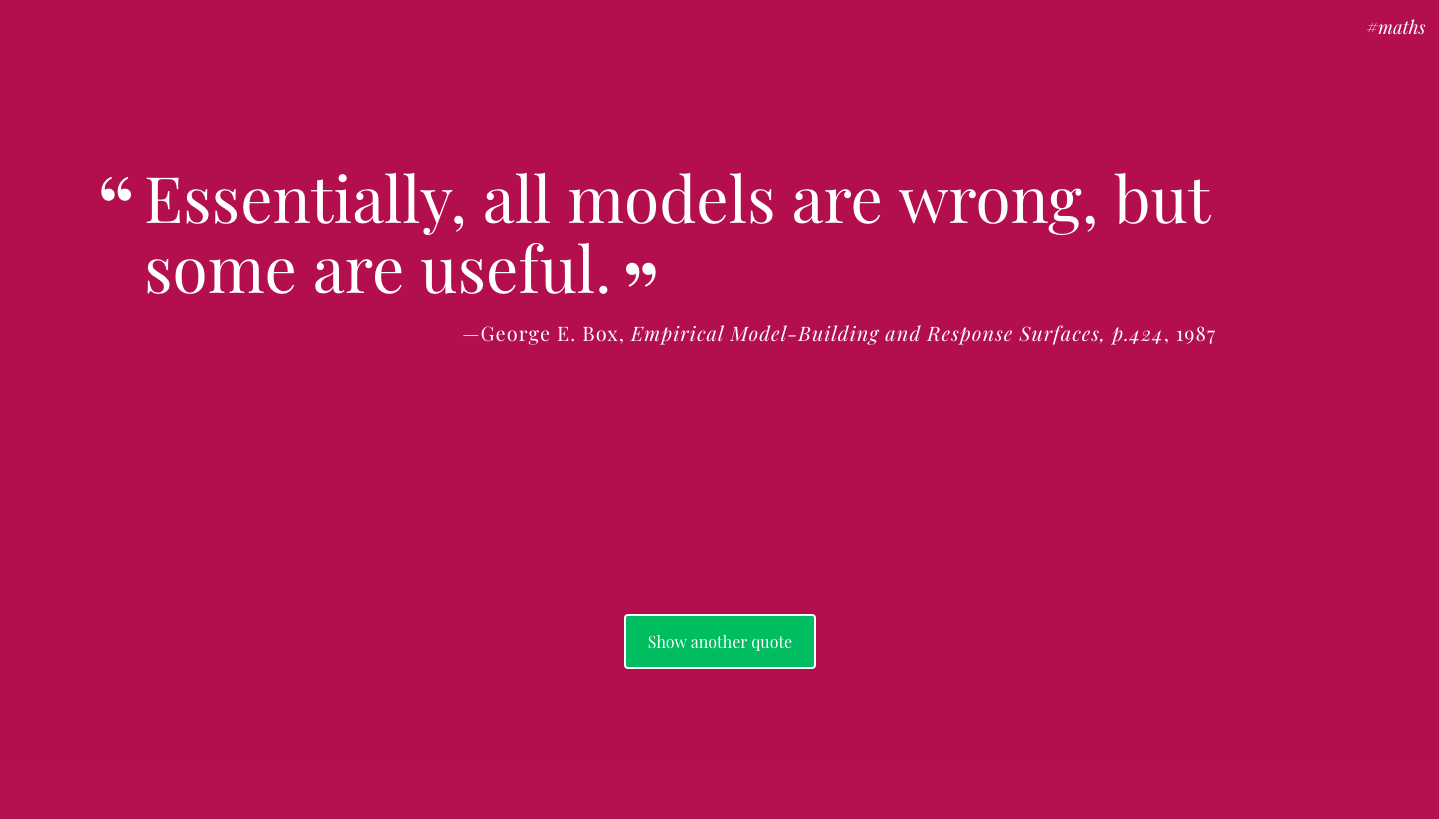 #maths
“ Essentially, all models are wrong, but
some are useful. ”
—George E. Box, Empirical Model-Building and Response Surfaces, p.424, 1987
Show another quote